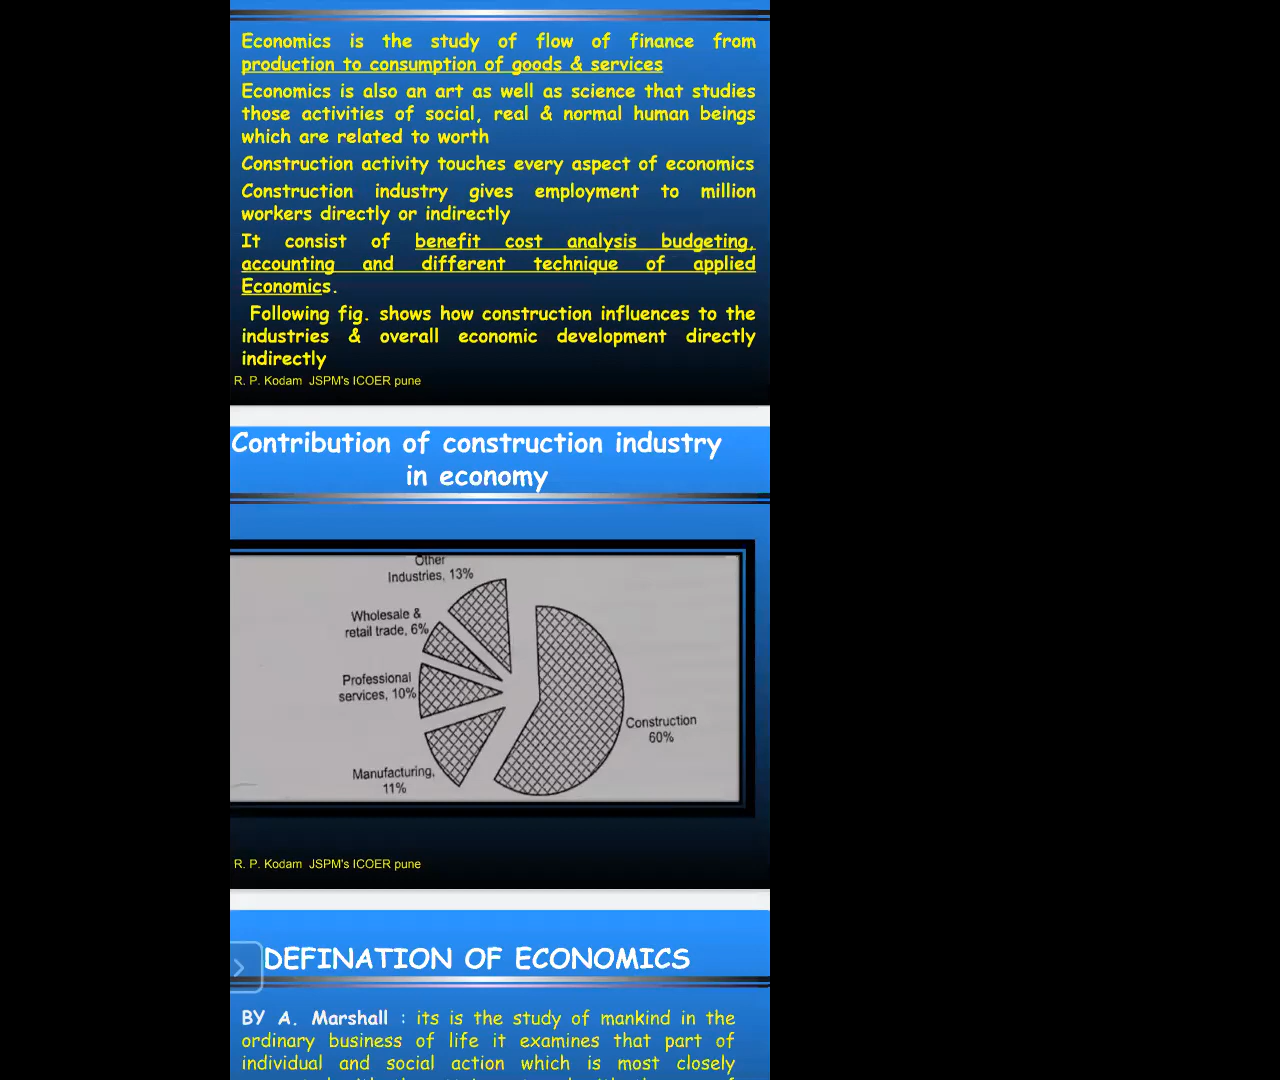 Economics is the study of flow of finance from
production to consumption of goods & services
Economics is also an art as well as science that studies
those activities of social, real & normal human beings
which are related to worth
Construction activity touches every aspect of economics
Construction industry gives employment to million
workers directly or indirectly
It consist of benefit cost analysis budgeting,
accounting and different technique of applied
Economics.
Following fig. shows how construction influences to the
industries & overall economic development directly
indirectly
R. P. Kodam JSPM's ICOER pune
Contribution of construction industry
in economy
Other
Industries, 13%
Wholesale &
retail trade, 6%
Professional
services, 10%
Construction
60%
Manufacturing,
11%
R. P. Kodam JSPM's ICOER pune
DEFINATION OF ECONOMICS
BY A. Marshall : its is the study of mankind in the
ordinary business of life it examines that part of
individual and social action which is most closely